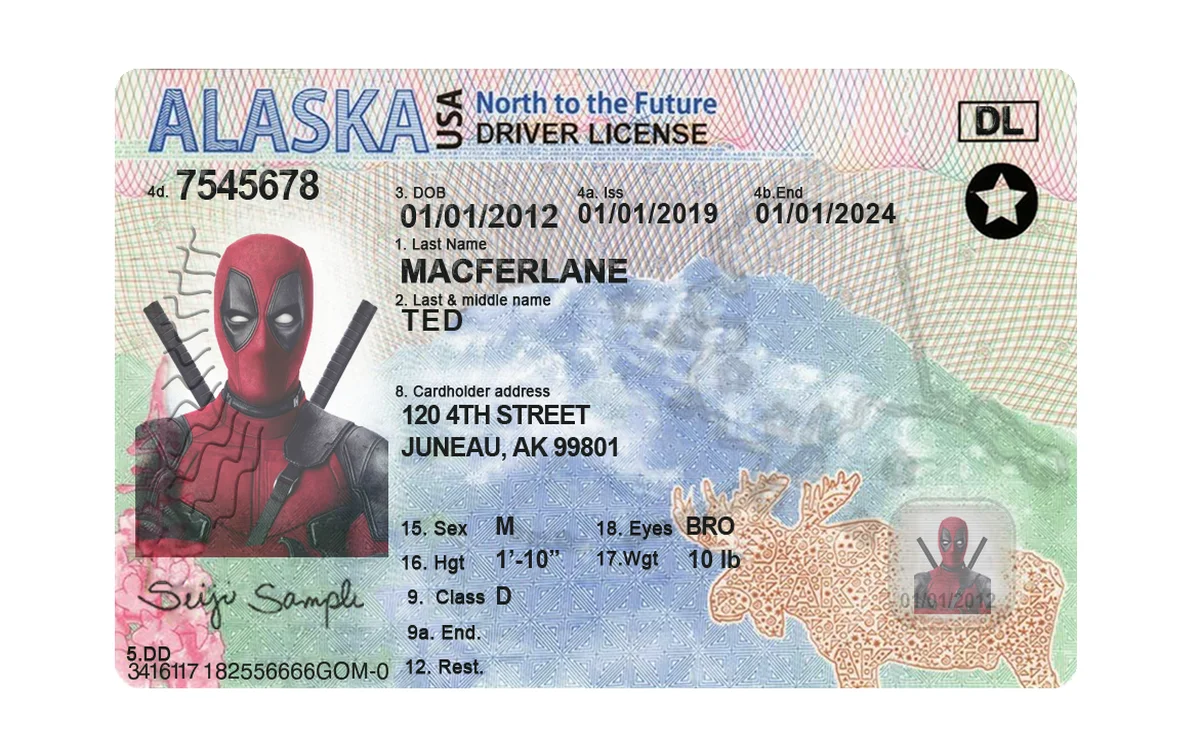 ALASKA USA North to the Future
DRIVER LICENSE
DL
4d. 7545678
3. DOB 4a. Iss 4b.End
01/01/2012 01/01/2019 01/01/2024
1. Last Name
MACFERLANE
2. Last & middle name
TED
8. Cardholder address
120 4TH STREET
JUNEAU, AK 99801
15. Sex M 18. Eyes BRO
16. Hgt 1'-10” 17.Wgt 10 lb
9. Class D
9a. End.
12. Rest.
01/01/2012
Seiji Sample
5.DD
3416117 182556666GOM-0